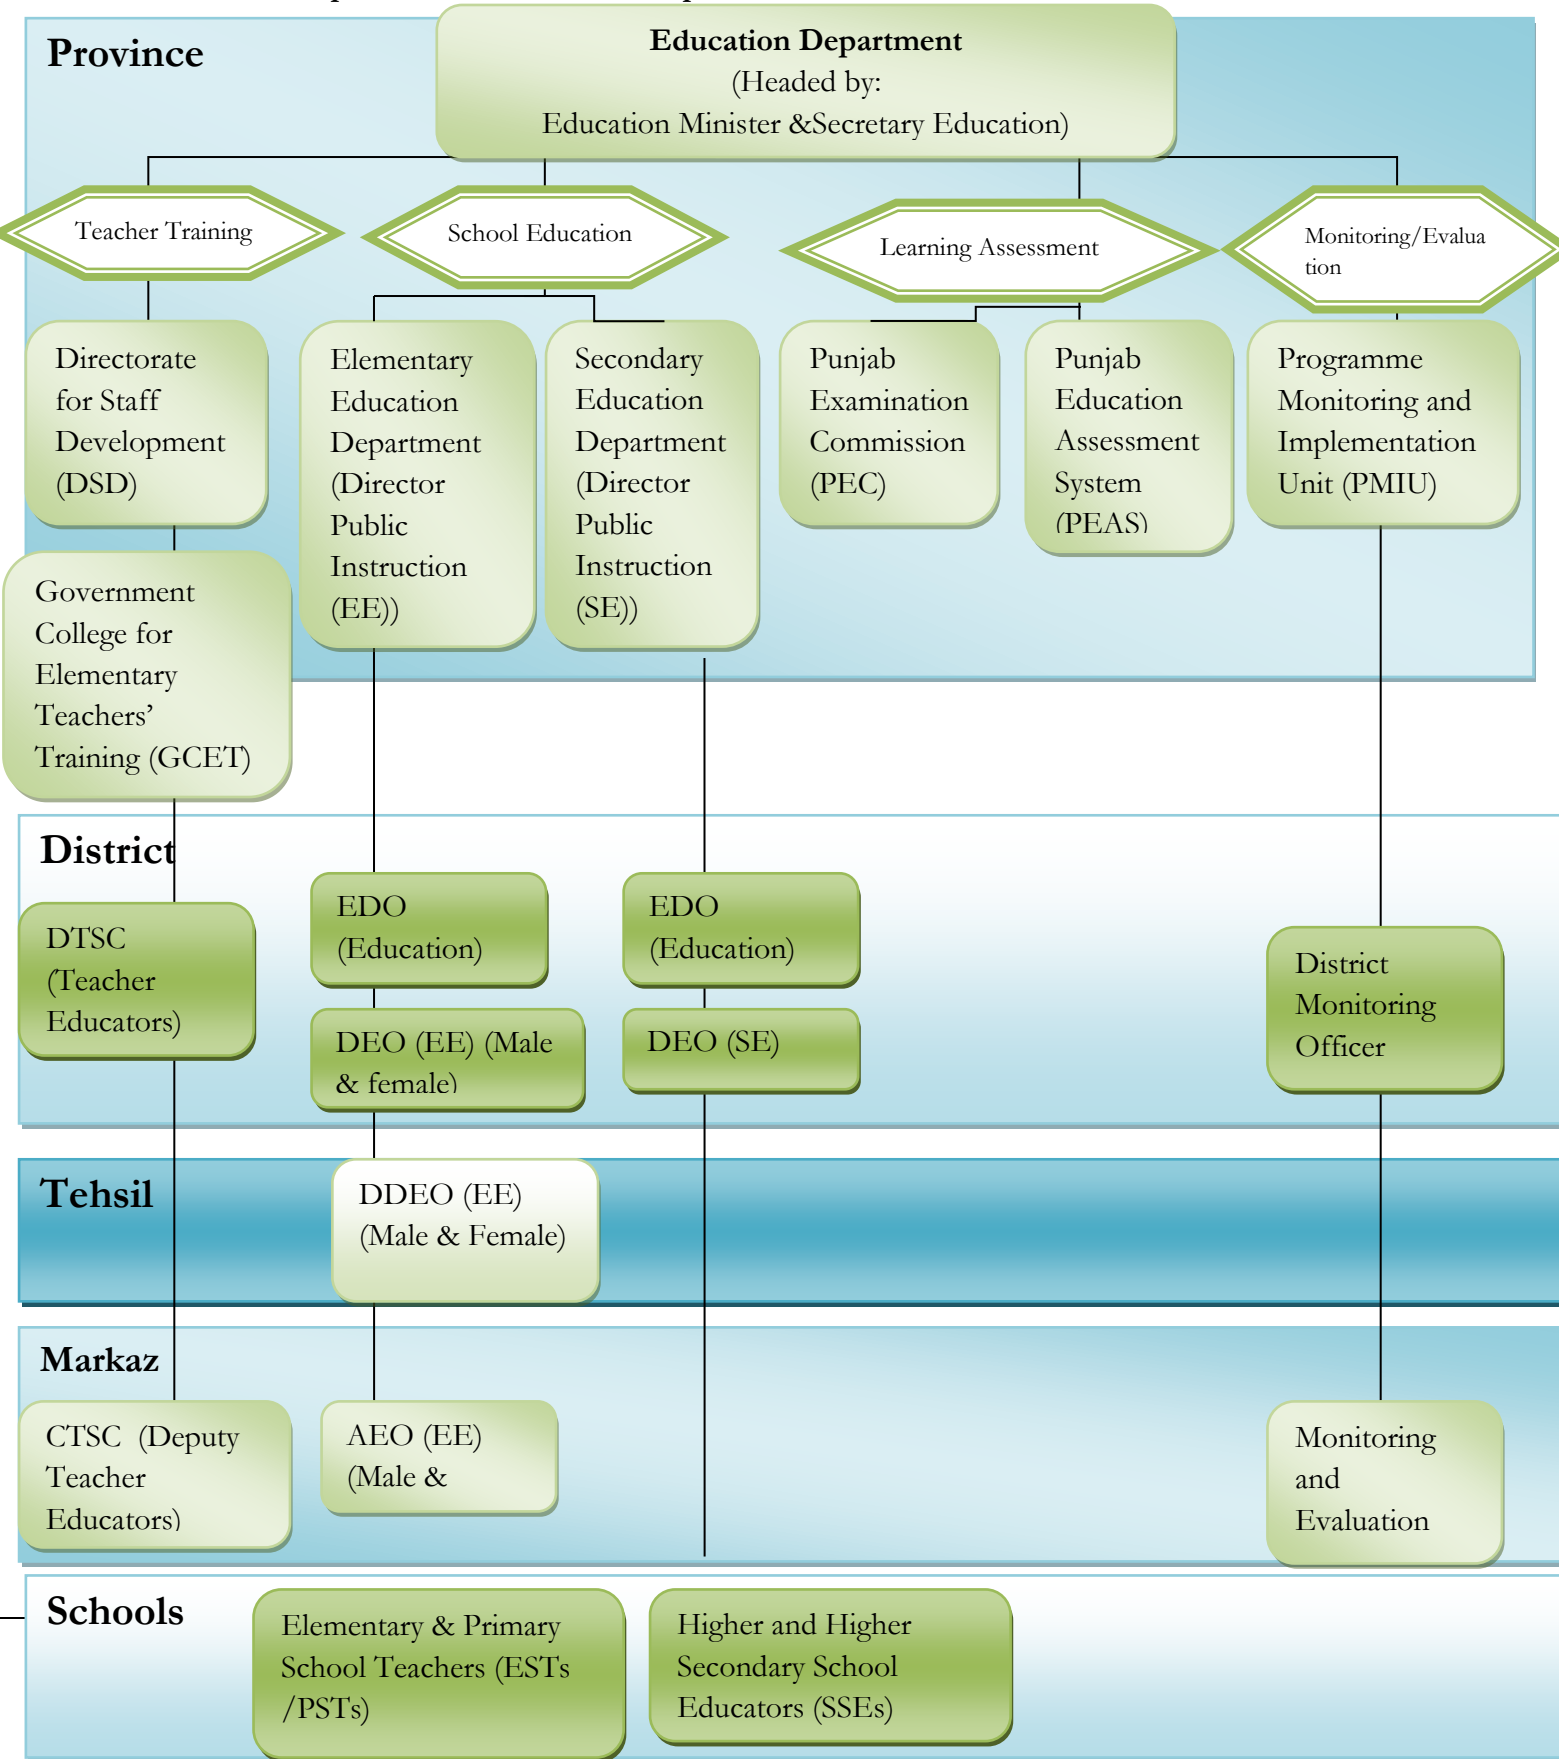 Province
Education Department
(Headed by:
Education Minister &Secretary Education)
Teacher Training
School Education
Learning Assessment
Monitoring/Evalua
tion
Directorate
for Staff
Development
(DSD)
Elementary
Education
Department
(Director
Public
Instruction
(EE))
Secondary
Education
Department
(Director
Public
Instruction
(SE))
Punjab
Examination
Commission
(PEC)
Punjab
Education
Assessment
System
(PEAS)
Programme
Monitoring and
Implementation
Unit (PMIU)
Government
College for
Elementary
Teachers’
Training (GCET)
District
DTSC
(Teacher
Educators)
EDO
(Education)
DEO (EE) (Male
& female)
EDO
(Education)
DEO (SE)
District
Monitoring
Officer
Tehsil
DDEO (EE)
(Male & Female)
Markaz
CTSC (Deputy
Teacher
Educators)
AEO (EE)
(Male &
Monitoring
and
Evaluation
Schools
Elementary & Primary
School Teachers (ESTs
/PSTs)
Higher and Higher
Secondary School
Educators (SSEs)